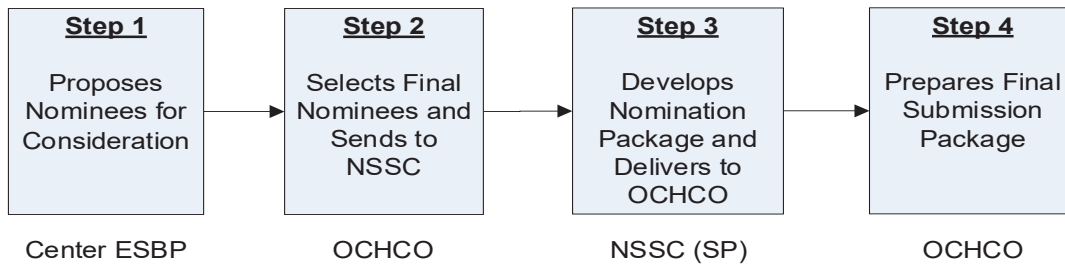 Step 1
Proposes
Nominees for
Consideration
Center ESBP
Step 2
Selects Final
Nominees and
Sends to
NSSC
OCHCO
Step 3
Develops
Nomination
Package and
Delivers to
OCHCO
NSSC (SP)
Step 4
Prepares Final
Submission
Package
OCHCO